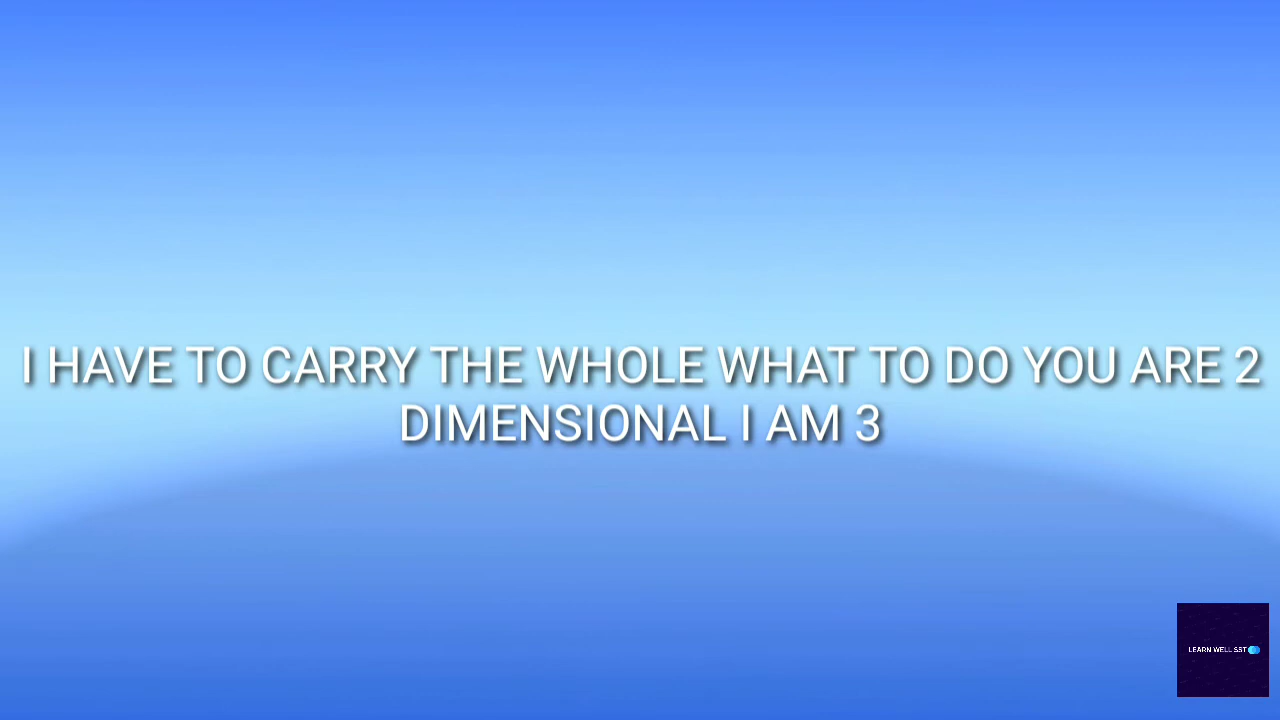 I HAVE TO CARRY THE WHOLE WHAT TO DO YOU ARE 2
DIMENSIONAL I AM 3
LEARN WELL SST